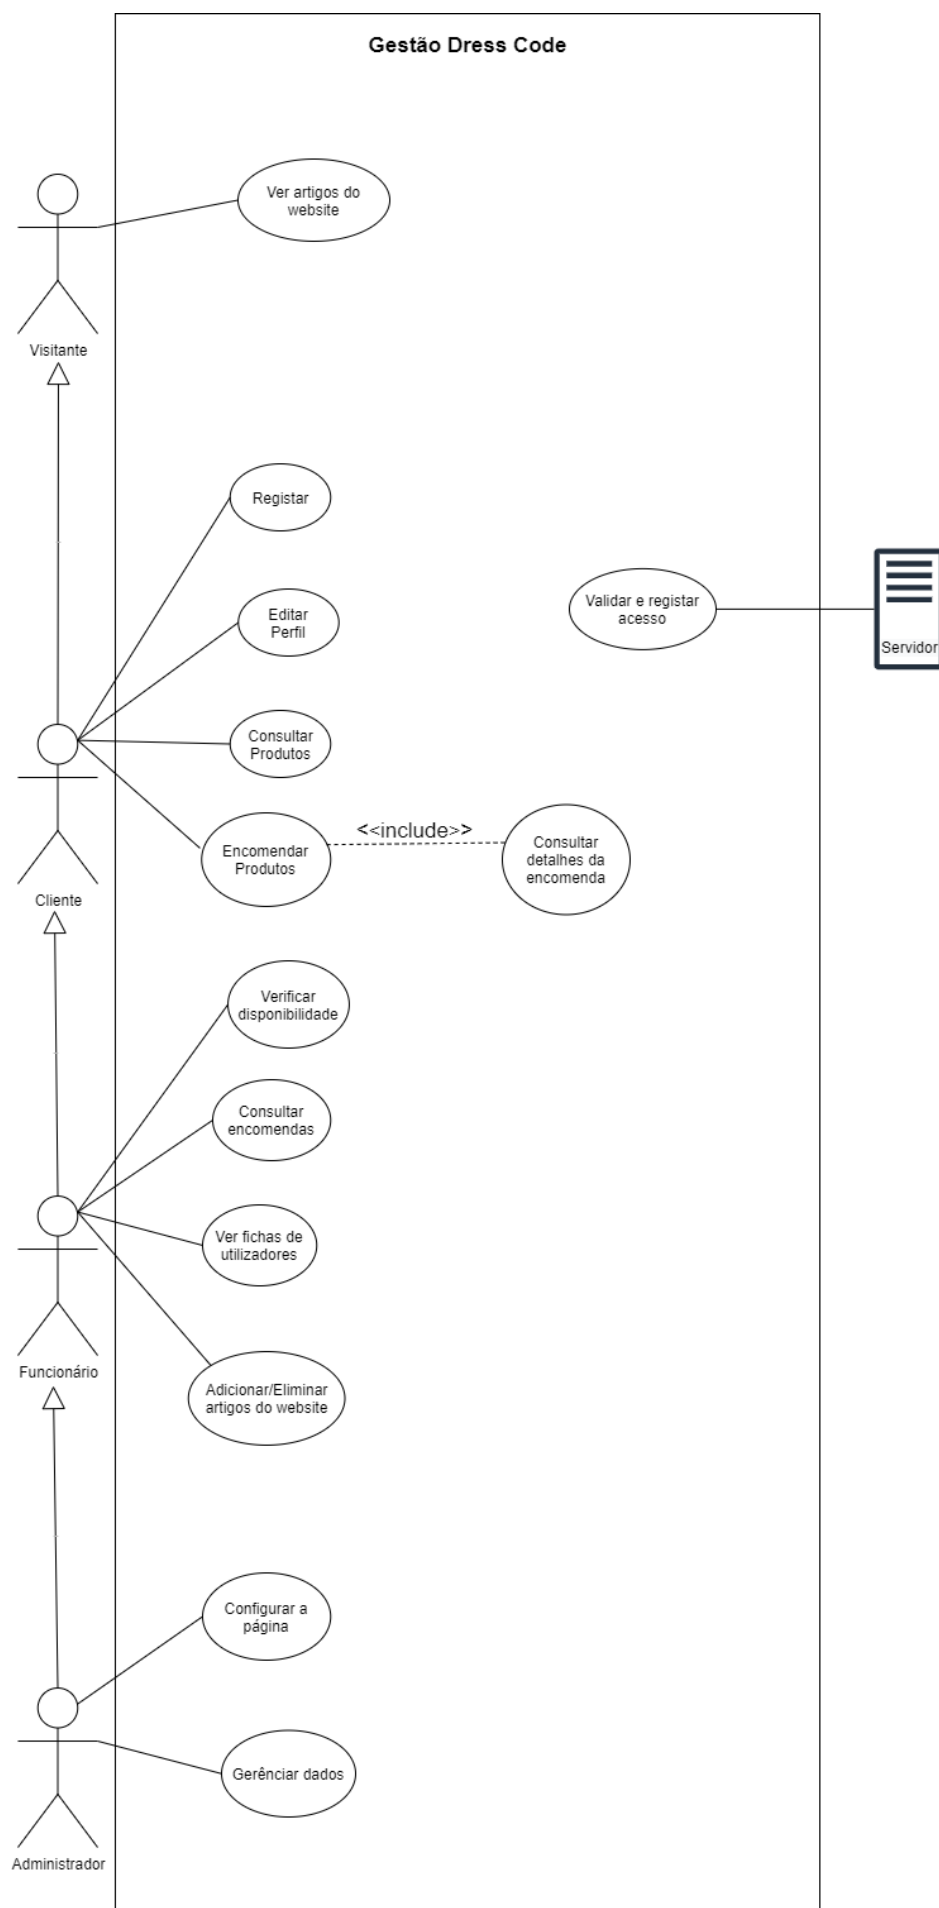 Gestão Dress Code
Ver artigos do
website
Visitante
Registar
Editar
Perfil
Validar e registar
acesso
Servidor
Consultar
Produtos
Encomendar
Produtos
<<include>>
Consultar
detalhes da
encomenda
Cliente
Verificar
disponibilidade
Consultar
encomendas
Ver fichas de
utilizadores
Funcionário
Adicionar/Eliminar
artigos do website
Configurar a
página
Gerênciar dados
Administrador